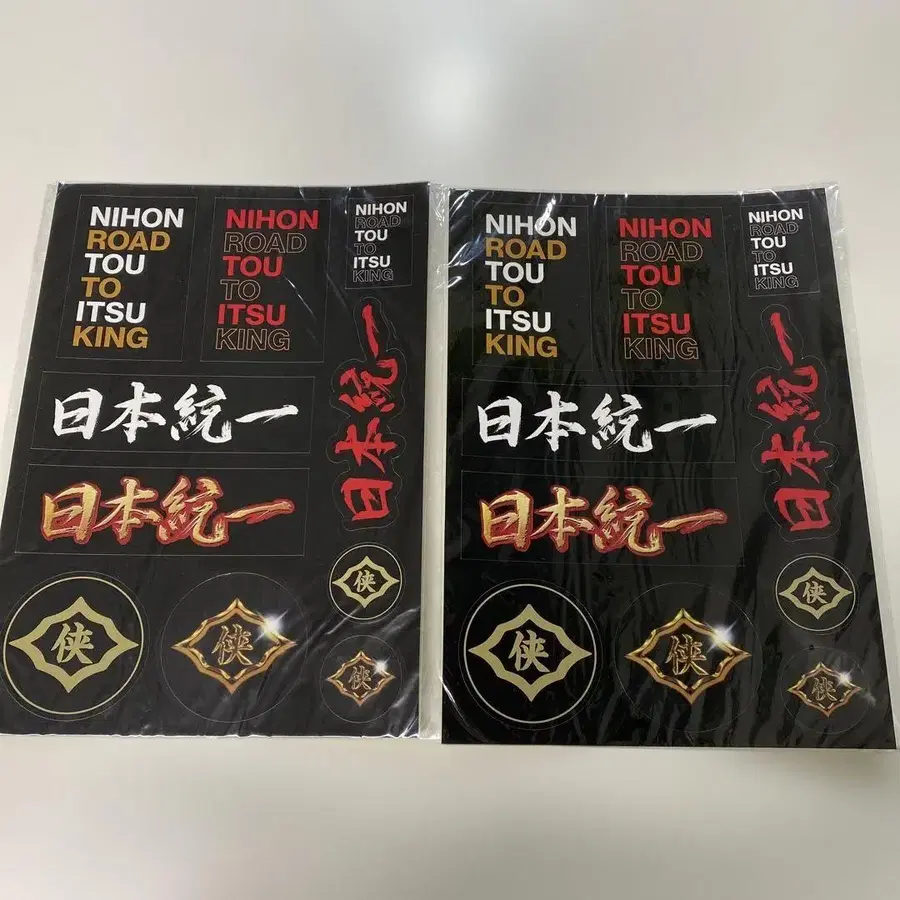 NIHON
ROAD
TOU
TO
ITSU
KING
NIHON
ROAD
TOU
TO
ITSU
KING
NIHON
ROAD
TOU
TO
ITSU
KING
日本統一
日本統一
日本統一
侠
侠
侠
侠
NIHON
ROAD
TOU
TO
ITSU
KING
NIHON
ROAD
TOU
TO
ITSU
KING
NIHON
ROAD
TOU
TO
ITSU
KING
日本統一
日本統一
日本統一
侠
侠
侠
侠